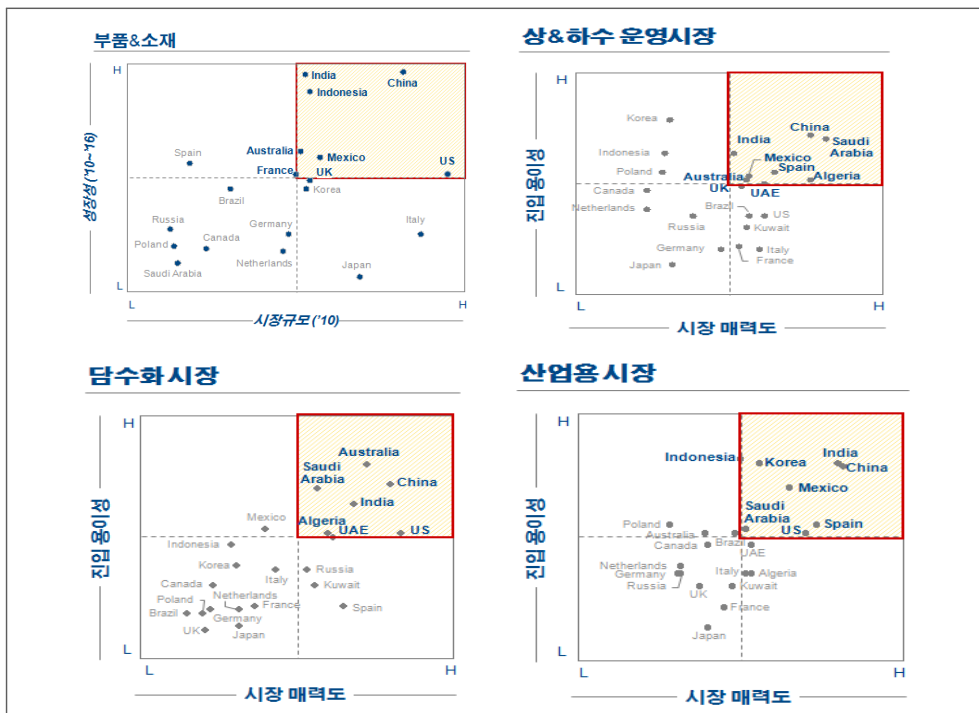 부품&소재
H
India
China
Indonesia
Australia
Mexico
Spain
France
UK
US
Korea
Brazil
Russia
Germany
Italy
Poland
Canada
Netherlands
Saudi Arabia
Japan
L
L
H
성장성 ('10~'16)
시장규모 ('10)
상&하수 운영시장
H
Korea
China
Saudi
Arabia
India
Indonesia
Mexico
Spain
Poland
Australia
Algeria
Canada
UK
UAE
Netherlands
Brazil
US
Russia
Kuwait
Germany
Italy
France
Japan
L
L
H
진입 용이성
시장 매력도
담수화 시장
H
Australia
Saudi
Arabia
China
India
Algeria
Mexico
UAE
US
Indonesia
Korea
Italy
Russia
Canada
Kuwait
Poland
Netherlands
France
Spain
Brazil
Germany
UK
Japan
L
L
H
진입 용이성
시장 매력도
산업용 시장
H
Indonesia
Korea
India
China
Mexico
Saudi
Arabia
Poland
US
Spain
Australia
Brazil
Canada
UAE
Netherlands
Germany
Italy
Algeria
Russia
Kuwait
UK
France
Japan
L
L
H
진입 용이성
시장 매력도